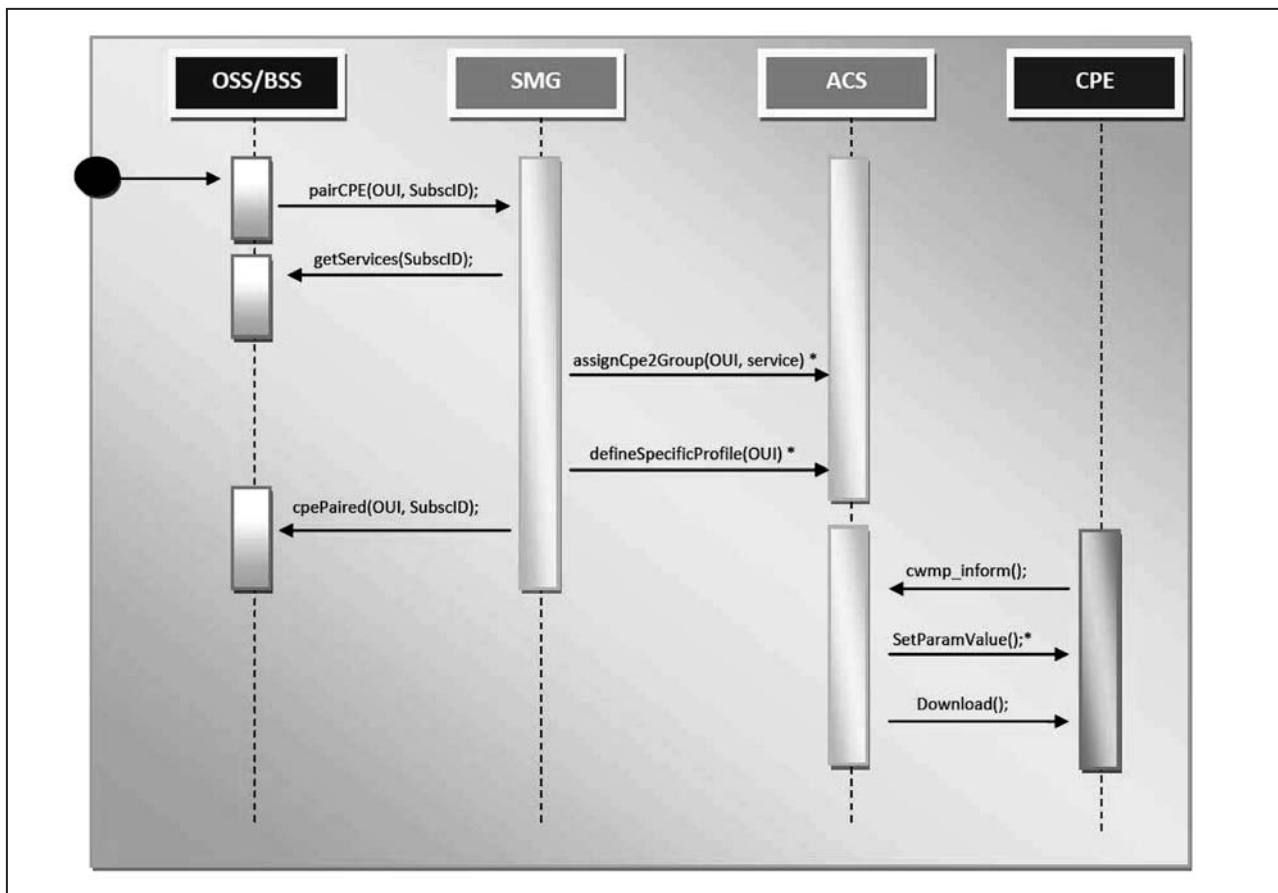 OSS/BSS
SMG
ACS
CPE
pairCPE(OUI, SubscID);
getServices(SubscID);
assignCpe2Group(OUI, service) *
defineSpecificProfile(OUI) *
cpePaired(OUI, SubscID);
cwmp_inform();
SetParamValue();*
Download();